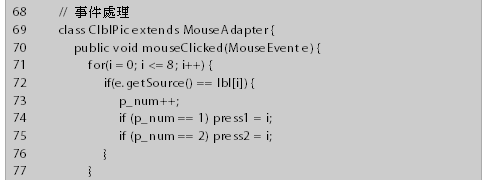 68 // 事件處理
69 class ClblPic extends MouseAdapter{
70 public void mouseClicked(MouseEvent e) {
71 for(i = 0; i <= 8; i++) {
72 if(e.getSource() == lbl[i]) {
73 p_num++;
74 if (p_num == 1) press1 = i;
75 if (p_num == 2) press2 = i;
76 }
77 }